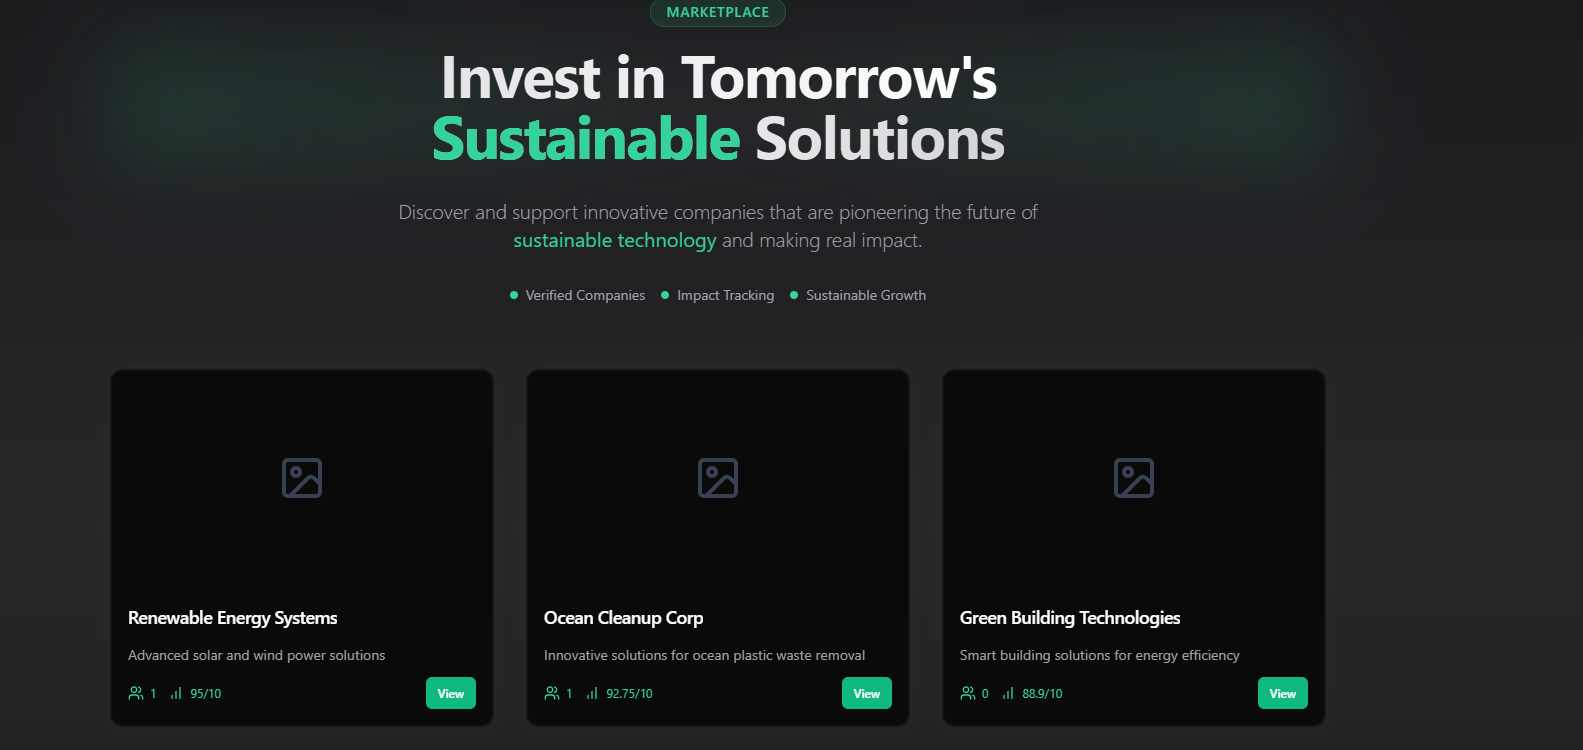 MARKETPLACE
Invest in Tomorrow's
Sustainable Solutions
Discover and support innovative companies that are pioneering the future of
sustainable technology and making real impact.
Verified Companies Impact Tracking Sustainable Growth
Renewable Energy Systems
Advanced solar and wind power solutions
1 95/10 View
Ocean Cleanup Corp
Innovative solutions for ocean plastic waste removal
1 92.75/10 View
Green Building Technologies
Smart building solutions for energy efficiency
0 88.9/10 View